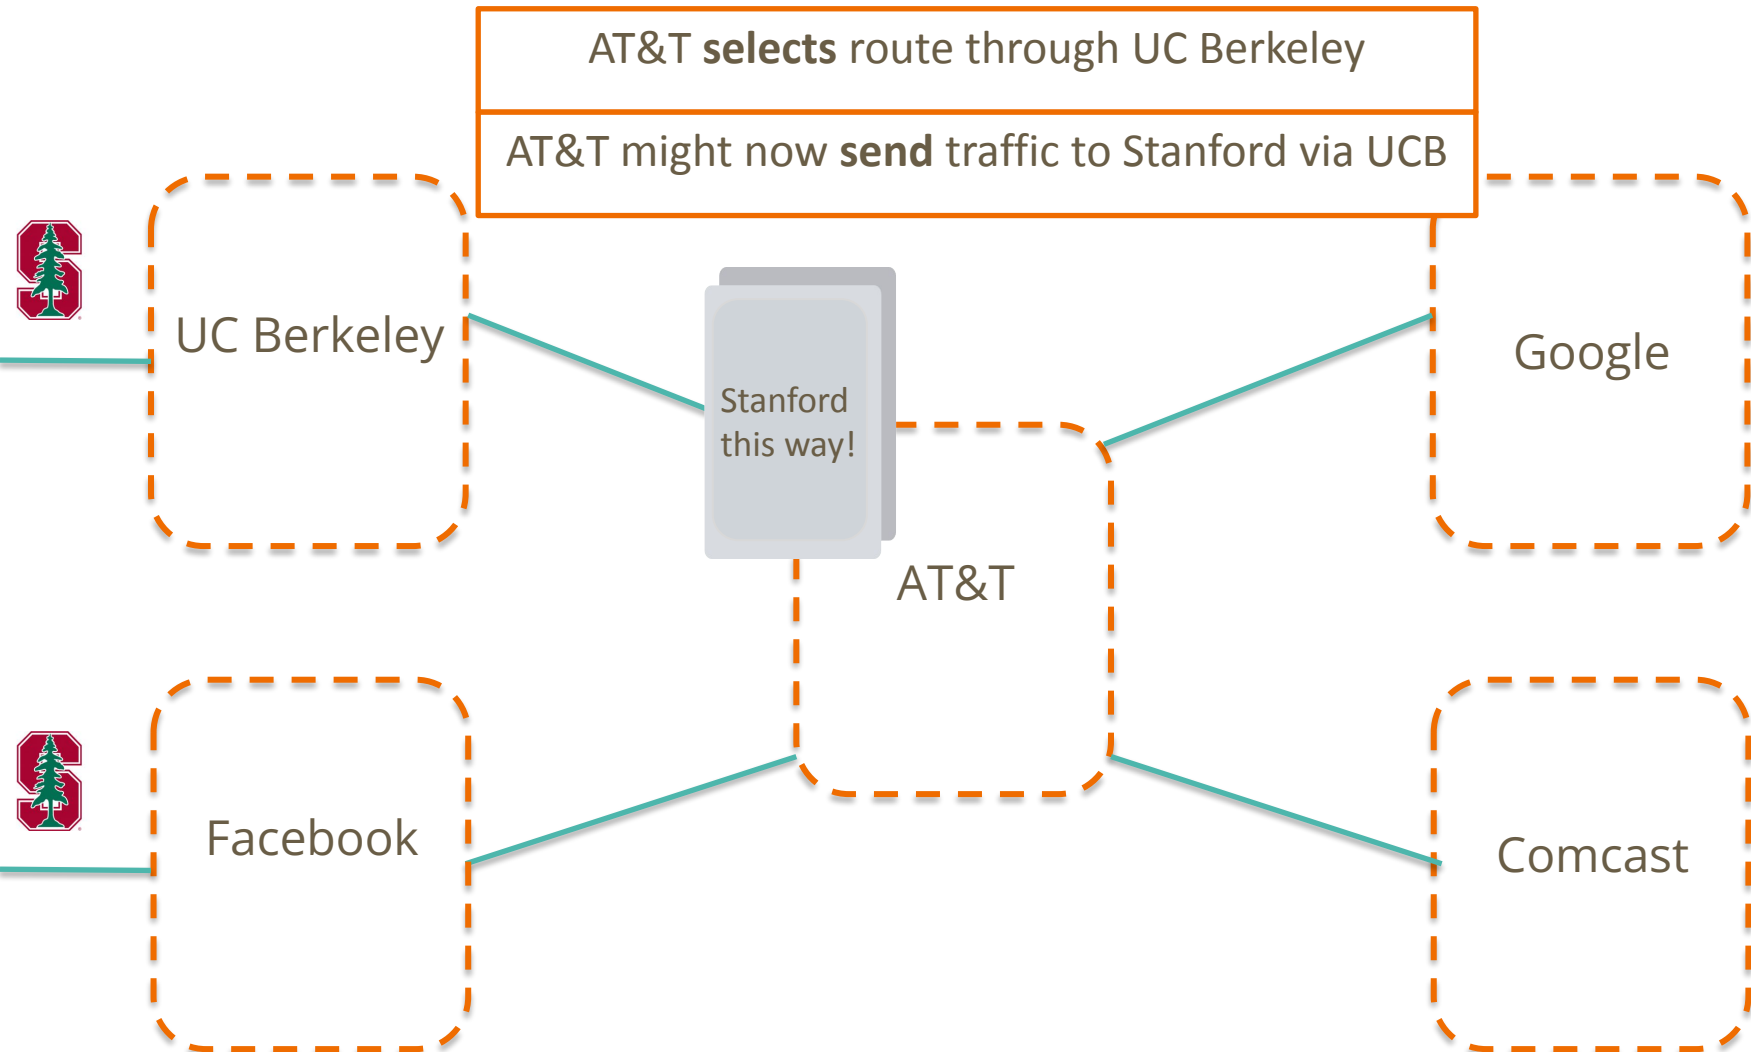 AT&T selects route through UC Berkeley
AT&T might now send traffic to Stanford via UCB
UC Berkeley
Stanford
this way!
Google
AT&T
Facebook
Comcast